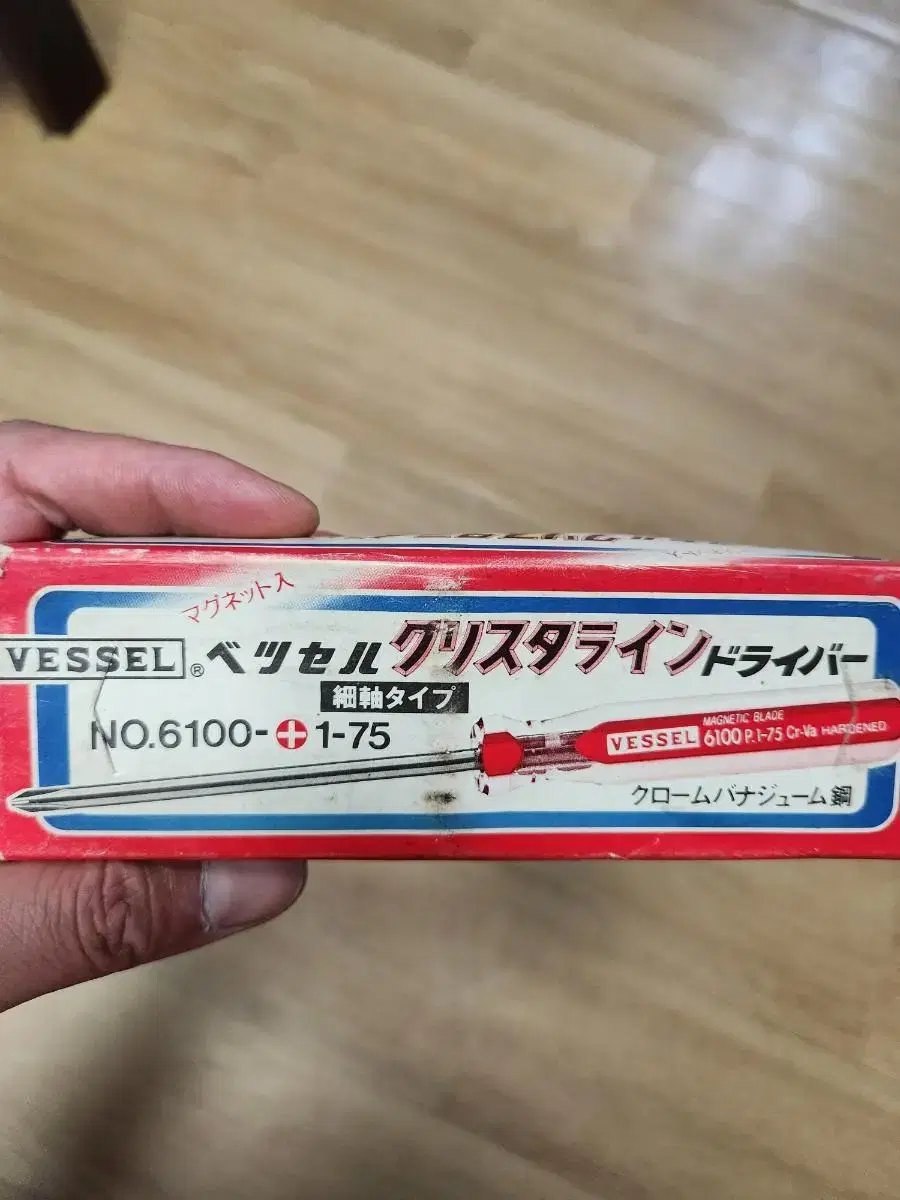 マグネット入
VESSEL® ベツセル クリスタライン ドライバー
細軸タイプ
NO.6100-⊕1-75
MAGNETIC BLADE
VESSEL 6100 P.1-75 Cr-Va HARDENED
クロームバナジューム鋼